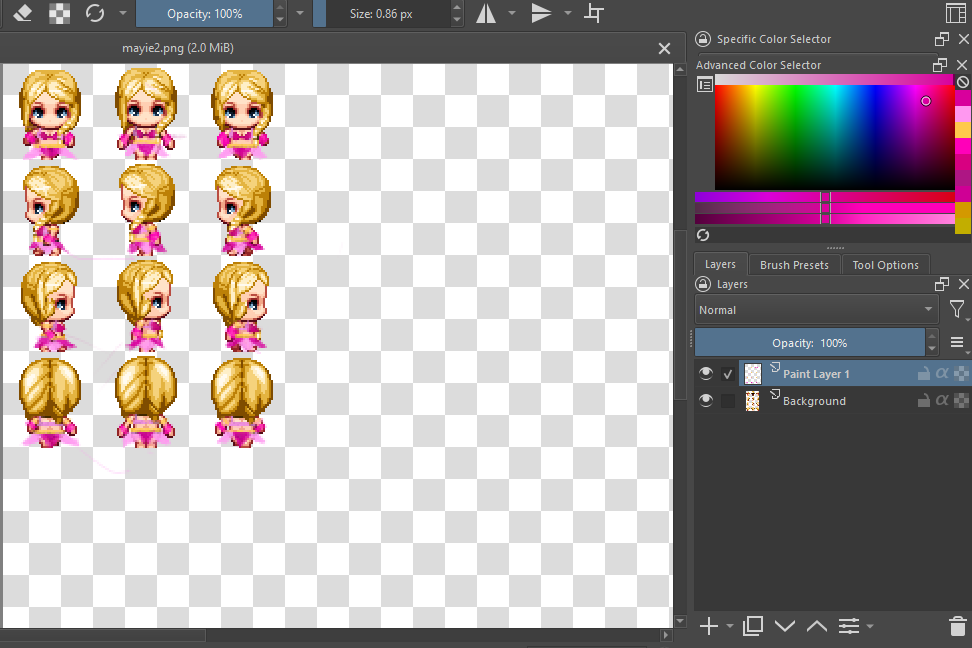 Opacity: 100%
Size: 0.86 px
mayie2.png (2.0 MiB)
Specific Color Selector
Advanced Color Selector
Layers
Brush Presets
Tool Options
Layers
Normal
Opacity: 100%
Paint Layer 1
Background